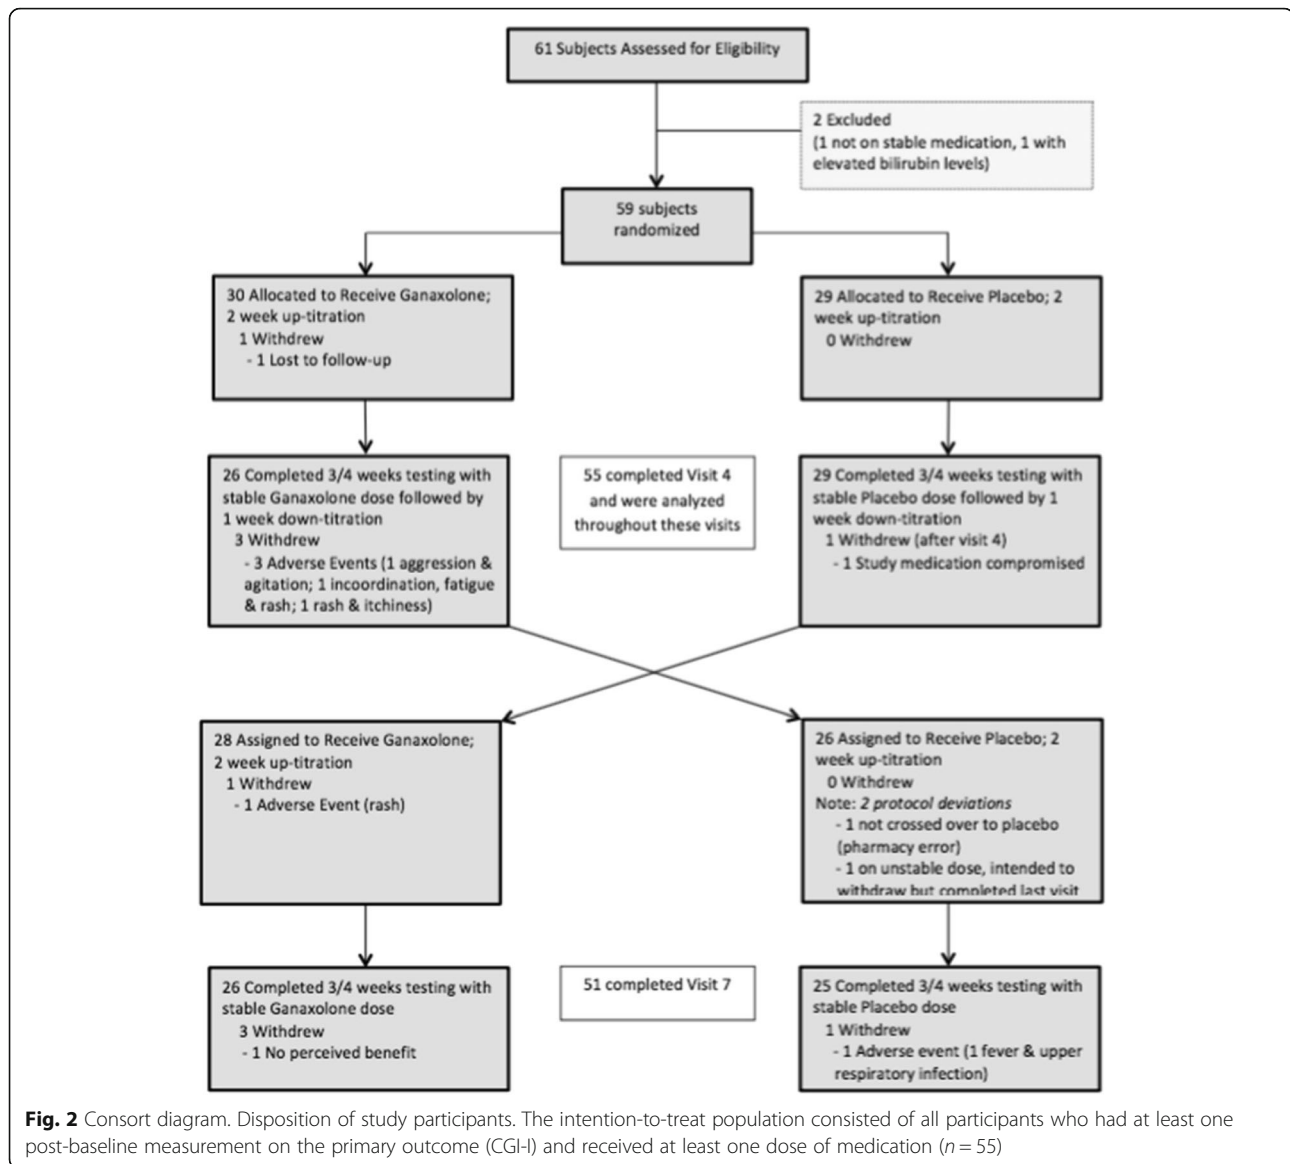 61 Subjects Assessed for Eligibility
2 Excluded
(1 not on stable medication, 1 with
elevated bilirubin levels)
59 subjects
randomized
30 Allocated to Receive Ganaxolone;
2 week up-titration
1 Withdrew
- 1 Lost to follow-up
29 Allocated to Receive Placebo; 2
week up-titration
0 Withdrew
26 Completed 3/4 weeks testing with
stable Ganaxolone dose followed by
1 week down-titration
3 Withdrew
- 3 Adverse Events (1 aggression &
agitation; 1 incoordination, fatigue
& rash; 1 rash & itchiness)
55 completed Visit 4
and were analyzed
throughout these visits
29 Completed 3/4 weeks testing with
stable Placebo dose followed by 1
week down-titration
1 Withdrew (after visit 4)
- 1 Study medication compromised
28 Assigned to Receive Ganaxolone;
2 week up-titration
1 Withdrew
- 1 Adverse Event (rash)
26 Assigned to Receive Placebo; 2
week up-titration
0 Withdrew
Note: 2 protocol deviations
- 1 not crossed over to placebo
(pharmacy error)
- 1 on unstable dose, intended to
withdraw but completed last visit
26 Completed 3/4 weeks testing with
stable Ganaxolone dose
3 Withdrew
- 1 No perceived benefit
51 completed Visit 7
25 Completed 3/4 weeks testing with
stable Placebo dose
1 Withdrew
- 1 Adverse event (1 fever & upper
respiratory infection)
Fig. 2 Consort diagram. Disposition of study participants. The intention-to-treat population consisted of all participants who had at least one
post-baseline measurement on the primary outcome (CGI-I) and received at least one dose of medication (n = 55)